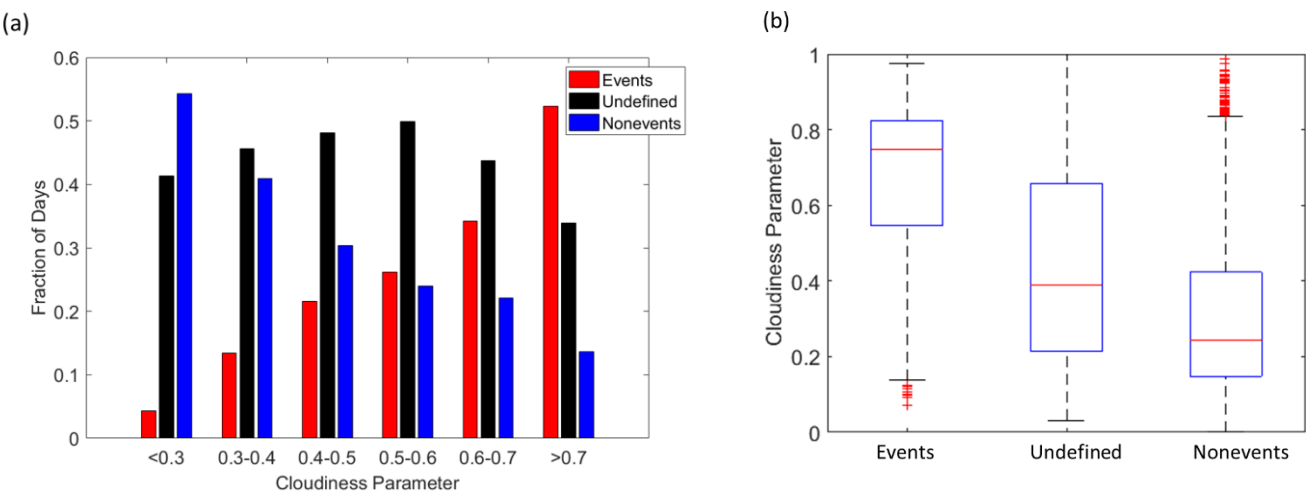 (a)
0.6
0.5
0.4
0.3
0.2
0.1
0
Fraction of Days
Events
Undefined
Nonevents
<0.3 0.3-0.4 0.4-0.5 0.5-0.6 0.6-0.7 >0.7
Cloudiness Parameter
(b)
1
0.8
0.6
0.4
0.2
0
Cloudiness Parameter
Events Undefined Nonevents